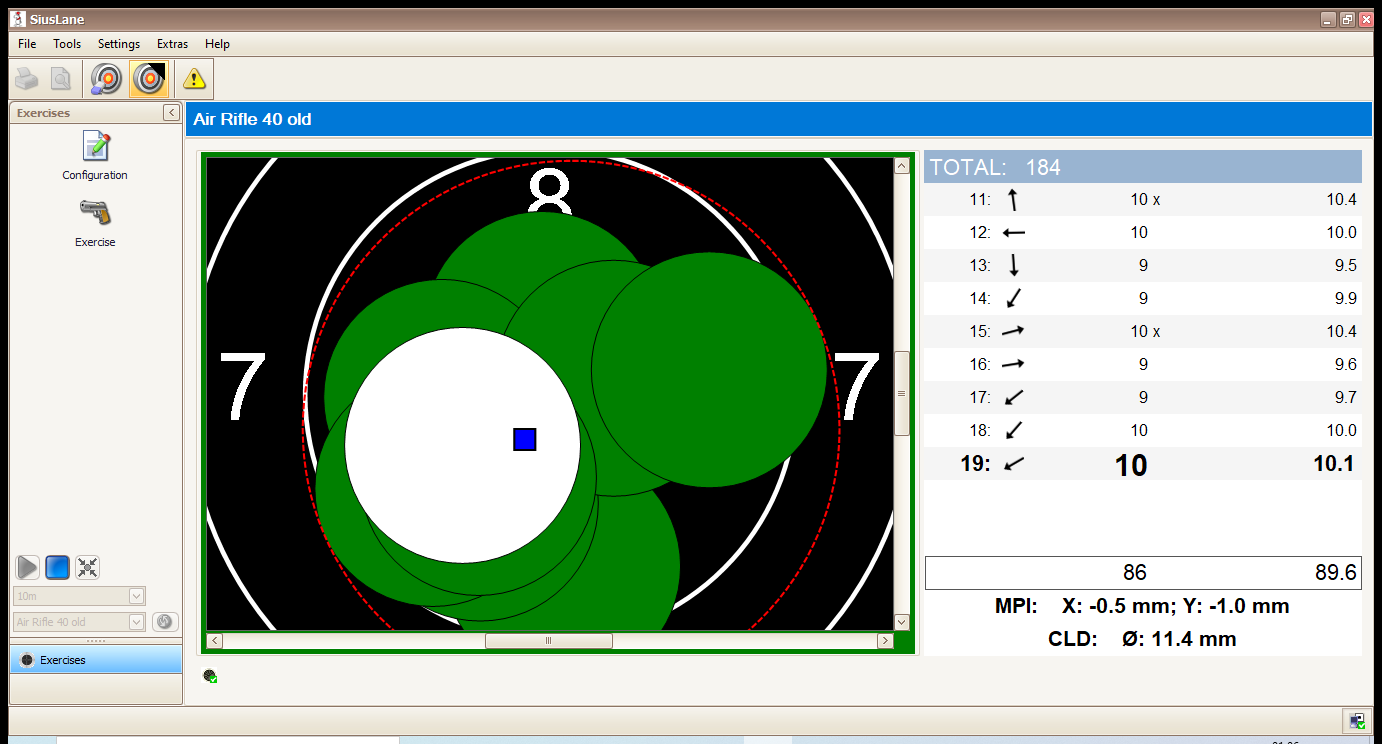 SiusLane
File Tools Settings Extras Help
Exercises
Configuration
Exercise
10m
Air Rifle 40 old
Exercises
Air Rifle 40 old
8
7 7
TOTAL: 184
11: 10 x 10.4
12: 10 10.0
13: 9 9.5
14: 9 9.9
15: 10 x 10.4
16: 9 9.6
17: 9 9.7
18: 10 10.0
19: 10 10.1
86 89.6
MPI: X: -0.5 mm; Y: -1.0 mm
CLD: Ø: 11.4 mm